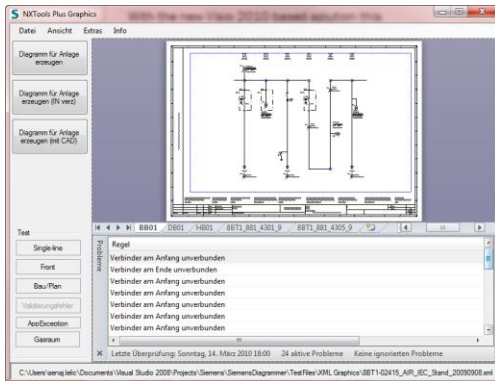 NXTools Plus Graphics
With the new Visio 2010 based solution this
Datei Ansicht Extras Info
Diagramm für Anlage
erzeugen
Diagramm für Anlage
erzeugen (IN verz)
Diagramm für Anlage
erzeugen (mit CAD)
Test
Single-line
Front
Bau/Plan
Validierungsfehler
AppException
Gasraum
BB01 DB01 HB01 8BT1_881_4301_9 8BT1_881_4305_9
Probleme
Regel
Verbinder am Anfang unverbunden
Verbinder am Ende unverbunden
Verbinder am Anfang unverbunden
Verbinder am Anfang unverbunden
Verbinder am Anfang unverbunden
Verbinder am Anfang unverbunden
Letzte Überprüfung: Sonntag, 14. März 2010 18:00 24 aktive Probleme Keine ignorierten Probleme
C:\Users\senaj.lelic\Documents\Visual Studio 2008\Projects\Siemens\SiemensDiagrammer\TestFiles\XML Graphics\8BT1-02415_AIR_IEC_Stand_20090908.xml